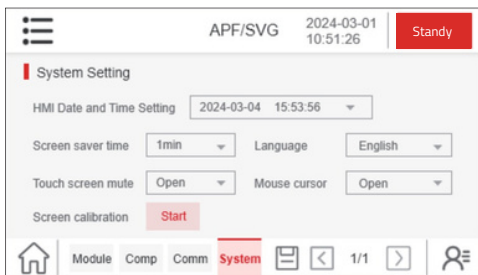 APF/SVG
2024-03-01
10:51:26
Standy
System Setting
HMI Date and Time Setting 2024-03-04 15:53:56
Screen saver time 1min Language English
Touch screen mute Open Mouse cursor Open
Screen calibration Start
Module Comp Comm System 1/1